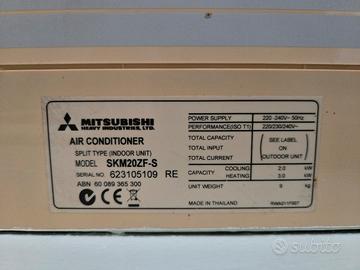 MITSUBISHI
HEAVY INDUSTRIES, LTD.
AIR CONDITIONER
SPLIT TYPE (INDOOR UNIT)
MODEL SKM20ZF-S
SERIAL NO. 623105109 RE
ABN 60 089 365 300
POWER SUPPLY 220 -240V~ 50Hz
PERFORMANCE(ISO T1) 220/230/240V~
TOTAL CAPACITY
TOTAL INPUT
TOTAL CURRENT
SEE LABEL
ON
OUTDOOR UNIT
CAPACITY COOLING 2.0 kW
HEATING 3.0 kW
UNIT WEIGHT 9 kg
MADE IN THAILAND
subito